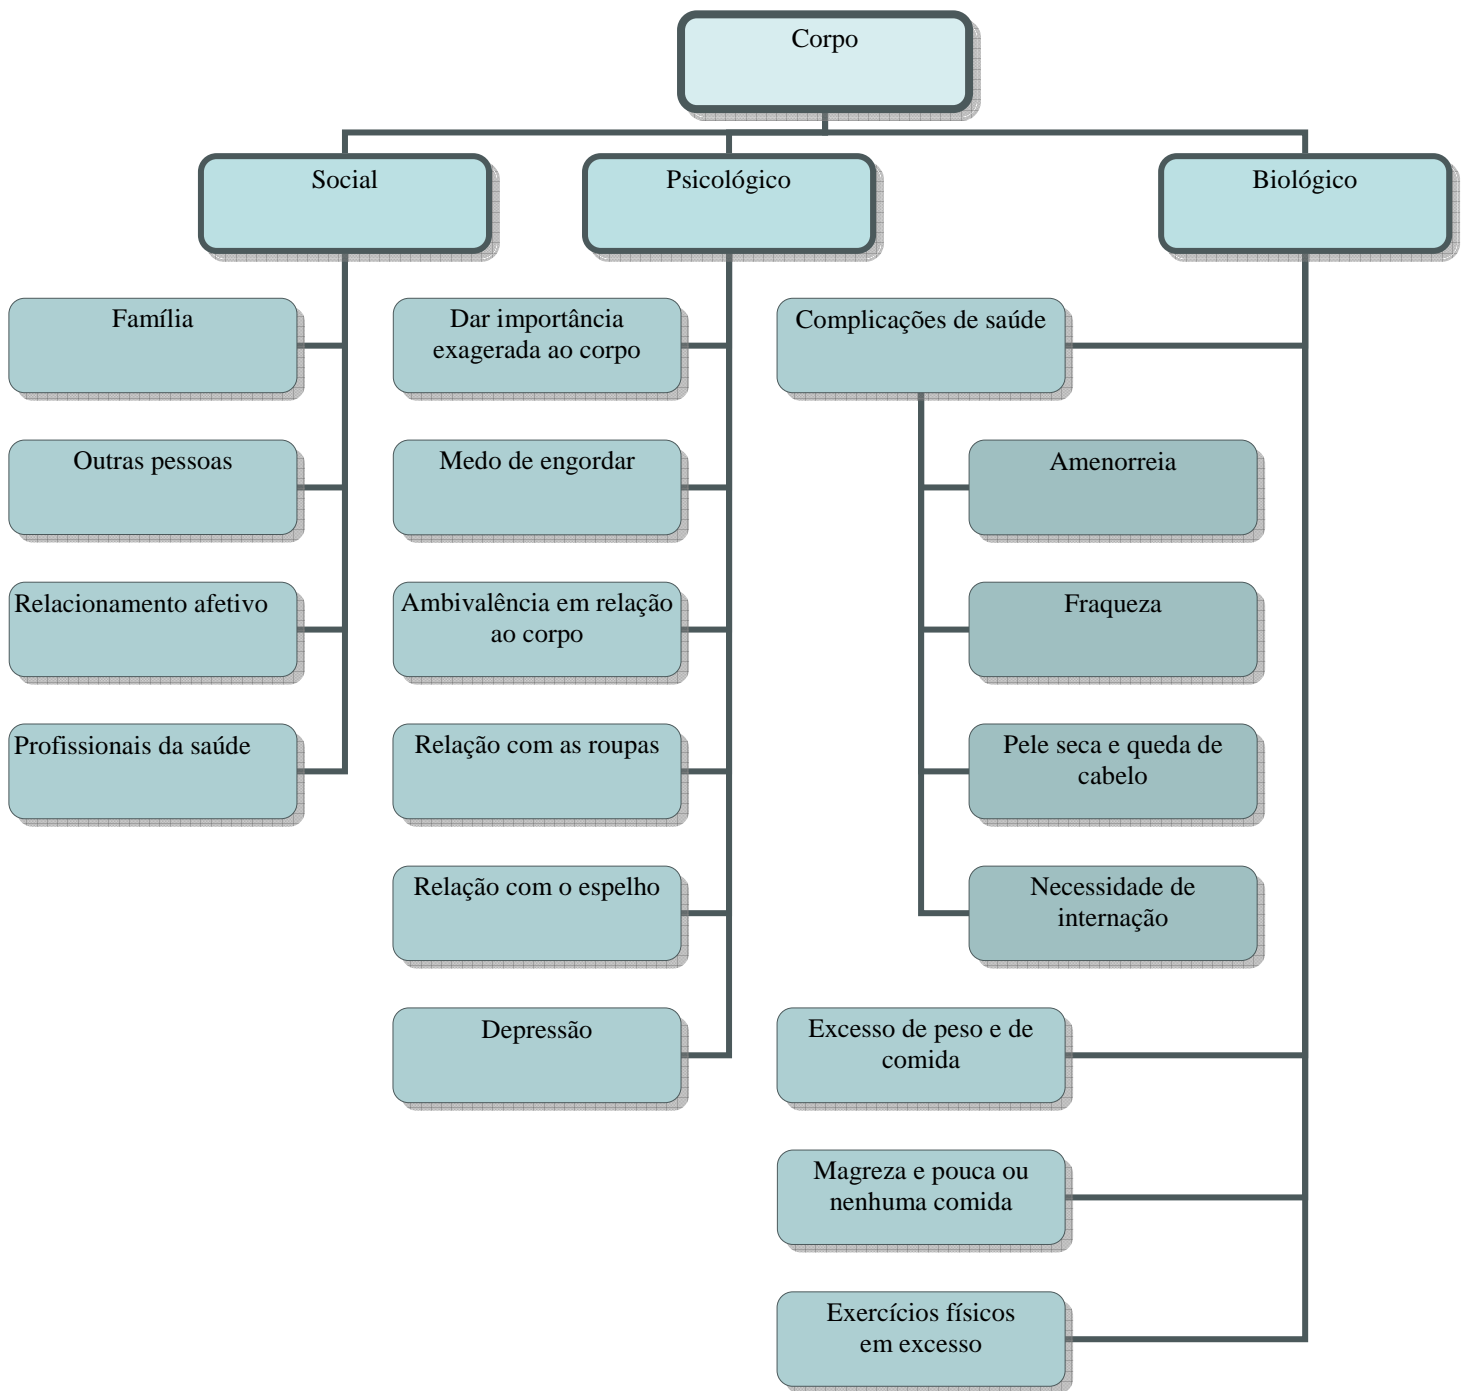 Corpo
Social
Psicológico
Biológico
Família
Outras pessoas
Relacionamento afetivo
Profissionais da saúde
Dar importância
exagerada ao corpo
Medo de engordar
Ambivalência em relação
ao corpo
Relação com as roupas
Relação com o espelho
Depressão
Complicações de saúde
Amenorreia
Fraqueza
Pele seca e queda de
cabelo
Necessidade de
internação
Excesso de peso e de
comida
Magreza e pouca ou
nenhuma comida
Exercícios físicos
em excesso